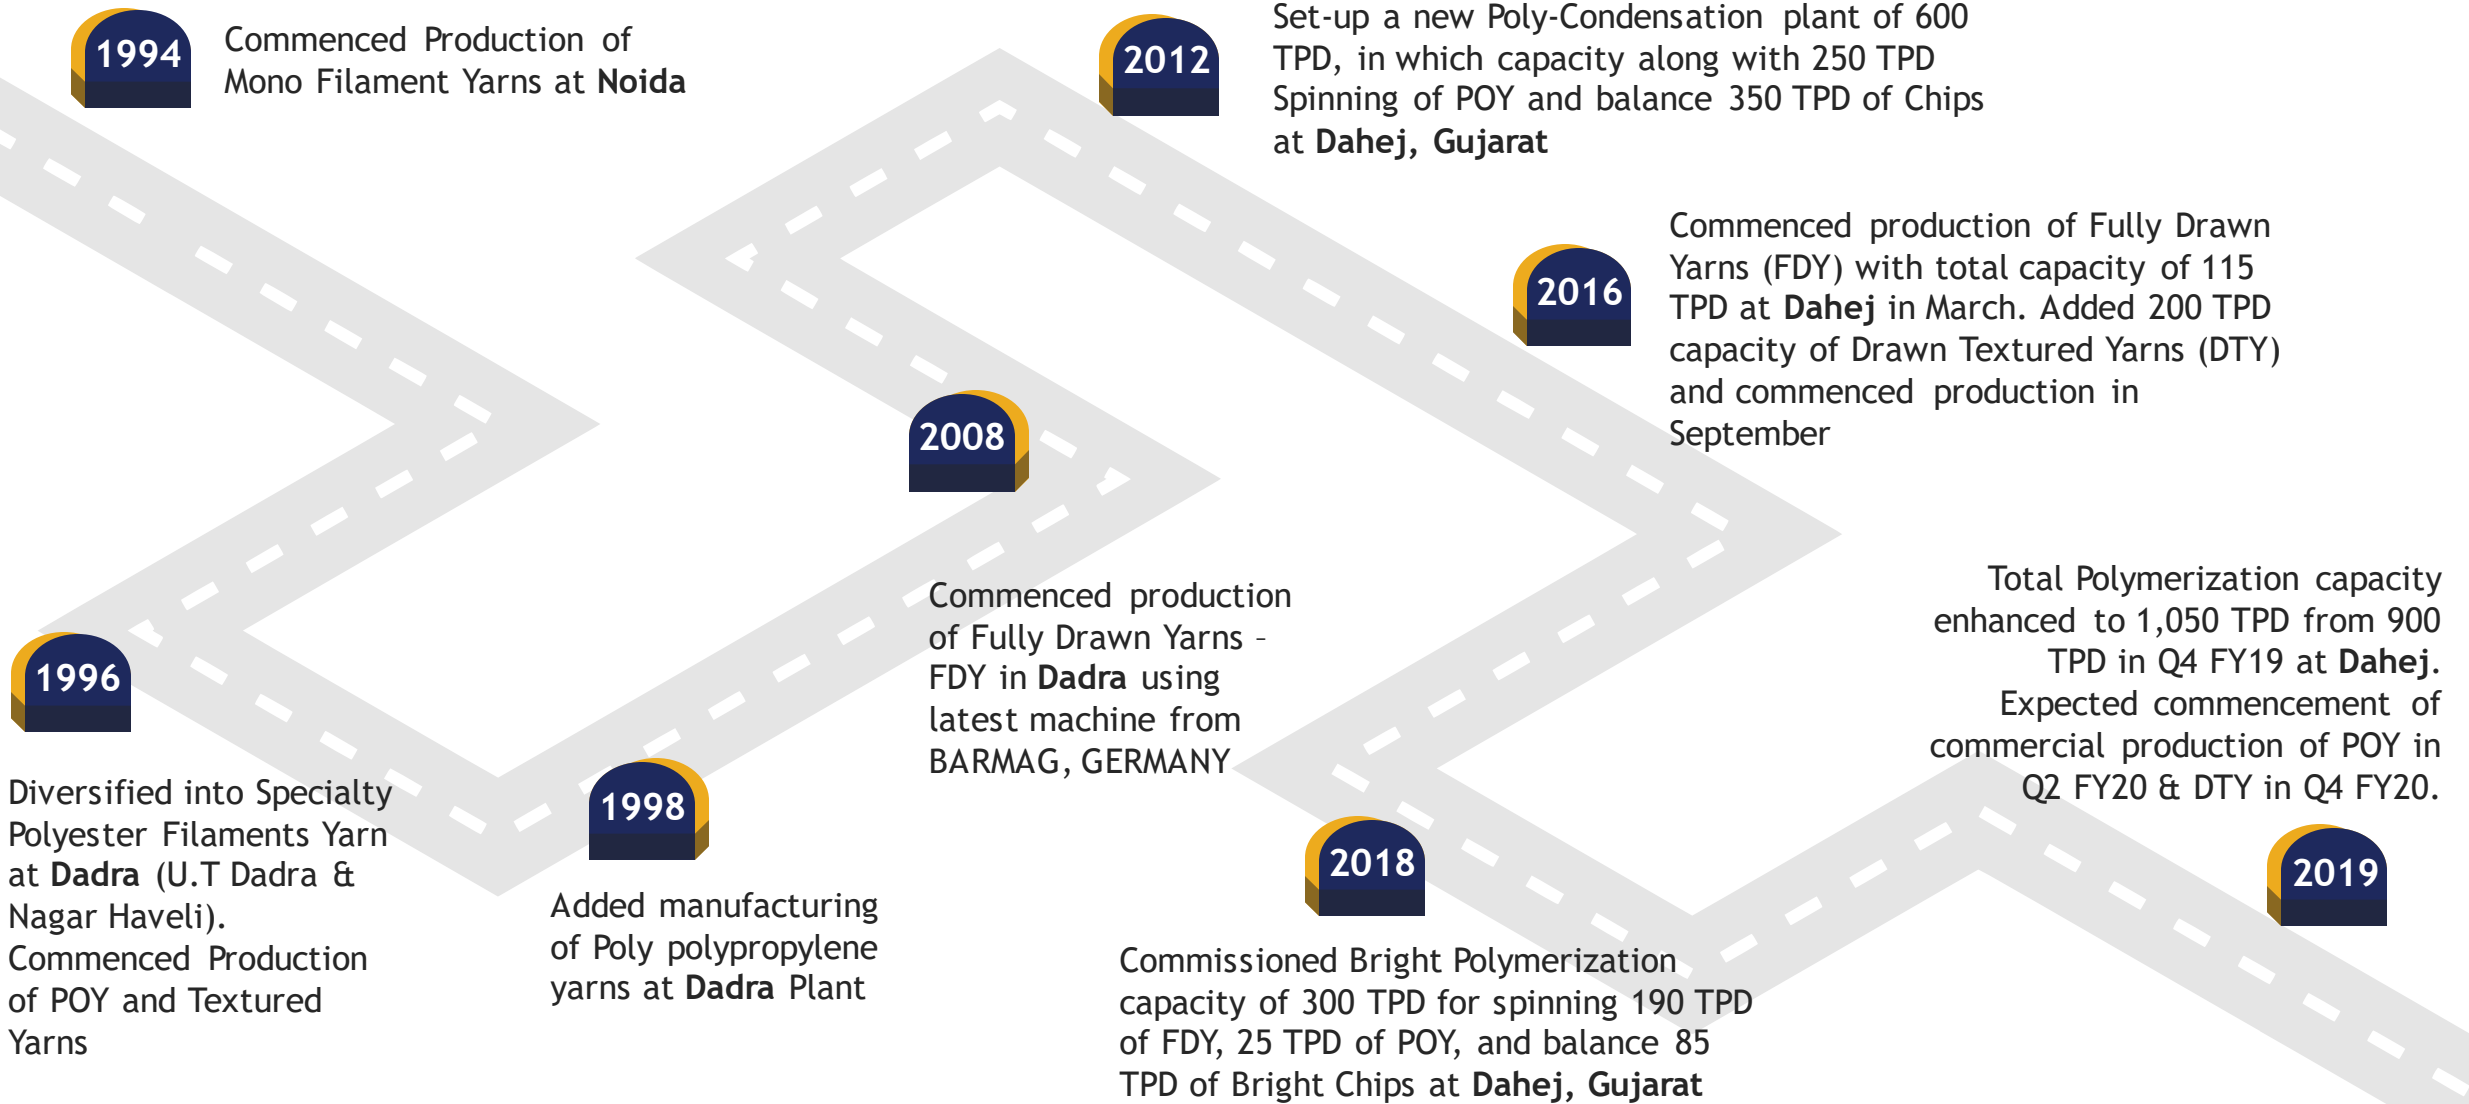 1994
Commenced Production of
Mono Filament Yarns at Noida
1996
Diversified into Specialty
Polyester Filaments Yarn
at Dadra (U.T Dadra &
Nagar Haveli).
Commenced Production
of POY and Textured
Yarns
1998
Added manufacturing
of Poly polypropylene
yarns at Dadra Plant
2008
Commenced production
of Fully Drawn Yarns –
FDY in Dadra using
latest machine from
BARMAG, GERMANY
2012
Set-up a new Poly-Condensation plant of 600
TPD, in which capacity along with 250 TPD
Spinning of POY and balance 350 TPD of Chips
at Dahej, Gujarat
2016
Commenced production of Fully Drawn
Yarns (FDY) with total capacity of 115
TPD at Dahej in March. Added 200 TPD
capacity of Drawn Textured Yarns (DTY)
and commenced production in
September
2018
Commissioned Bright Polymerization
capacity of 300 TPD for spinning 190 TPD
of FDY, 25 TPD of POY, and balance 85
TPD of Bright Chips at Dahej, Gujarat
Total Polymerization capacity
enhanced to 1,050 TPD from 900
TPD in Q4 FY19 at Dahej.
Expected commencement of
commercial production of POY in
Q2 FY20 & DTY in Q4 FY20.
2019